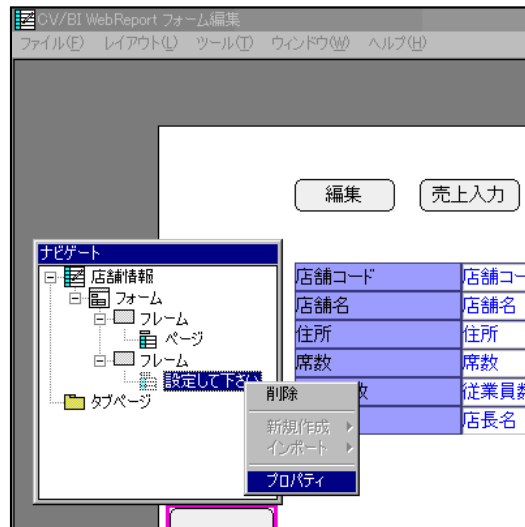 CV/BI WebReport フォーム編集
ファイル(F) レイアウト(L) ツール(T) ウィンドウ(W) ヘルプ(H)
編集 売上入力
ナビゲート
店舗情報
フォーム
フレーム
ページ
フレーム
設定して下さい
タブページ
削除
新規作成
インポート
プロパティ
店舗コード 店舗コー
店舗名 店舗名
住所 住所
席数 席数
数 従業員数
店長名